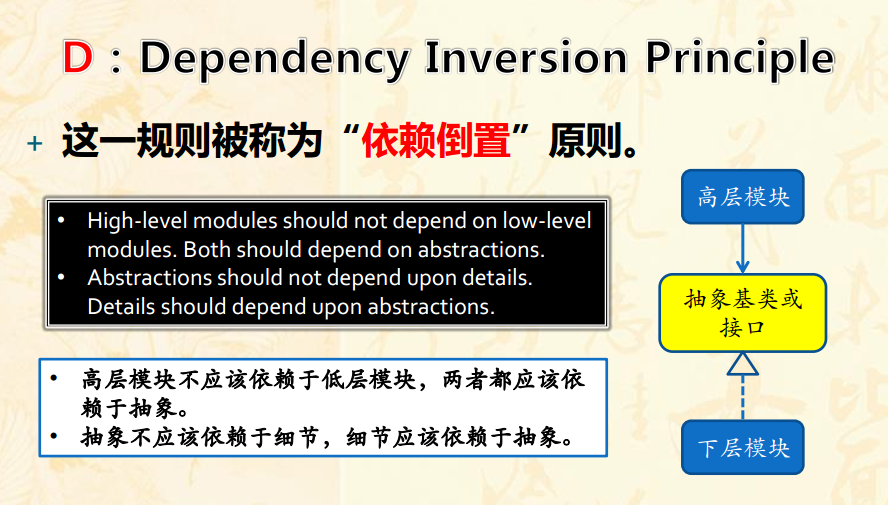 D：Dependency Inversion Principle
+ 这一规则被称为“依赖倒置”原则。
• High-level modules should not depend on low-level
modules. Both should depend on abstractions.
• Abstractions should not depend upon details.
Details should depend upon abstractions.
• 高层模块不应该依赖于低层模块，两者都应该依
赖于抽象。
• 抽象不应该依赖于细节，细节应该依赖于抽象。
高层模块
抽象基类或
接口
下层模块